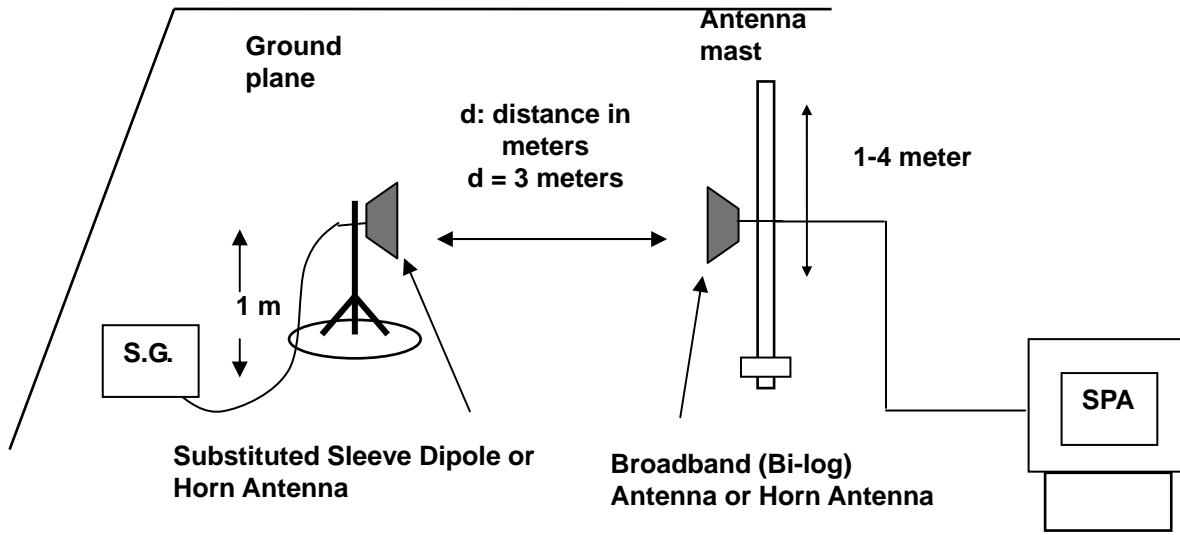 Ground
plane
Antenna
mast
d: distance in
meters
d = 3 meters
1-4 meter
1 m
S.G.
SPA
Substituted Sleeve Dipole or
Horn Antenna
Broadband (Bi-log)
Antenna or Horn Antenna